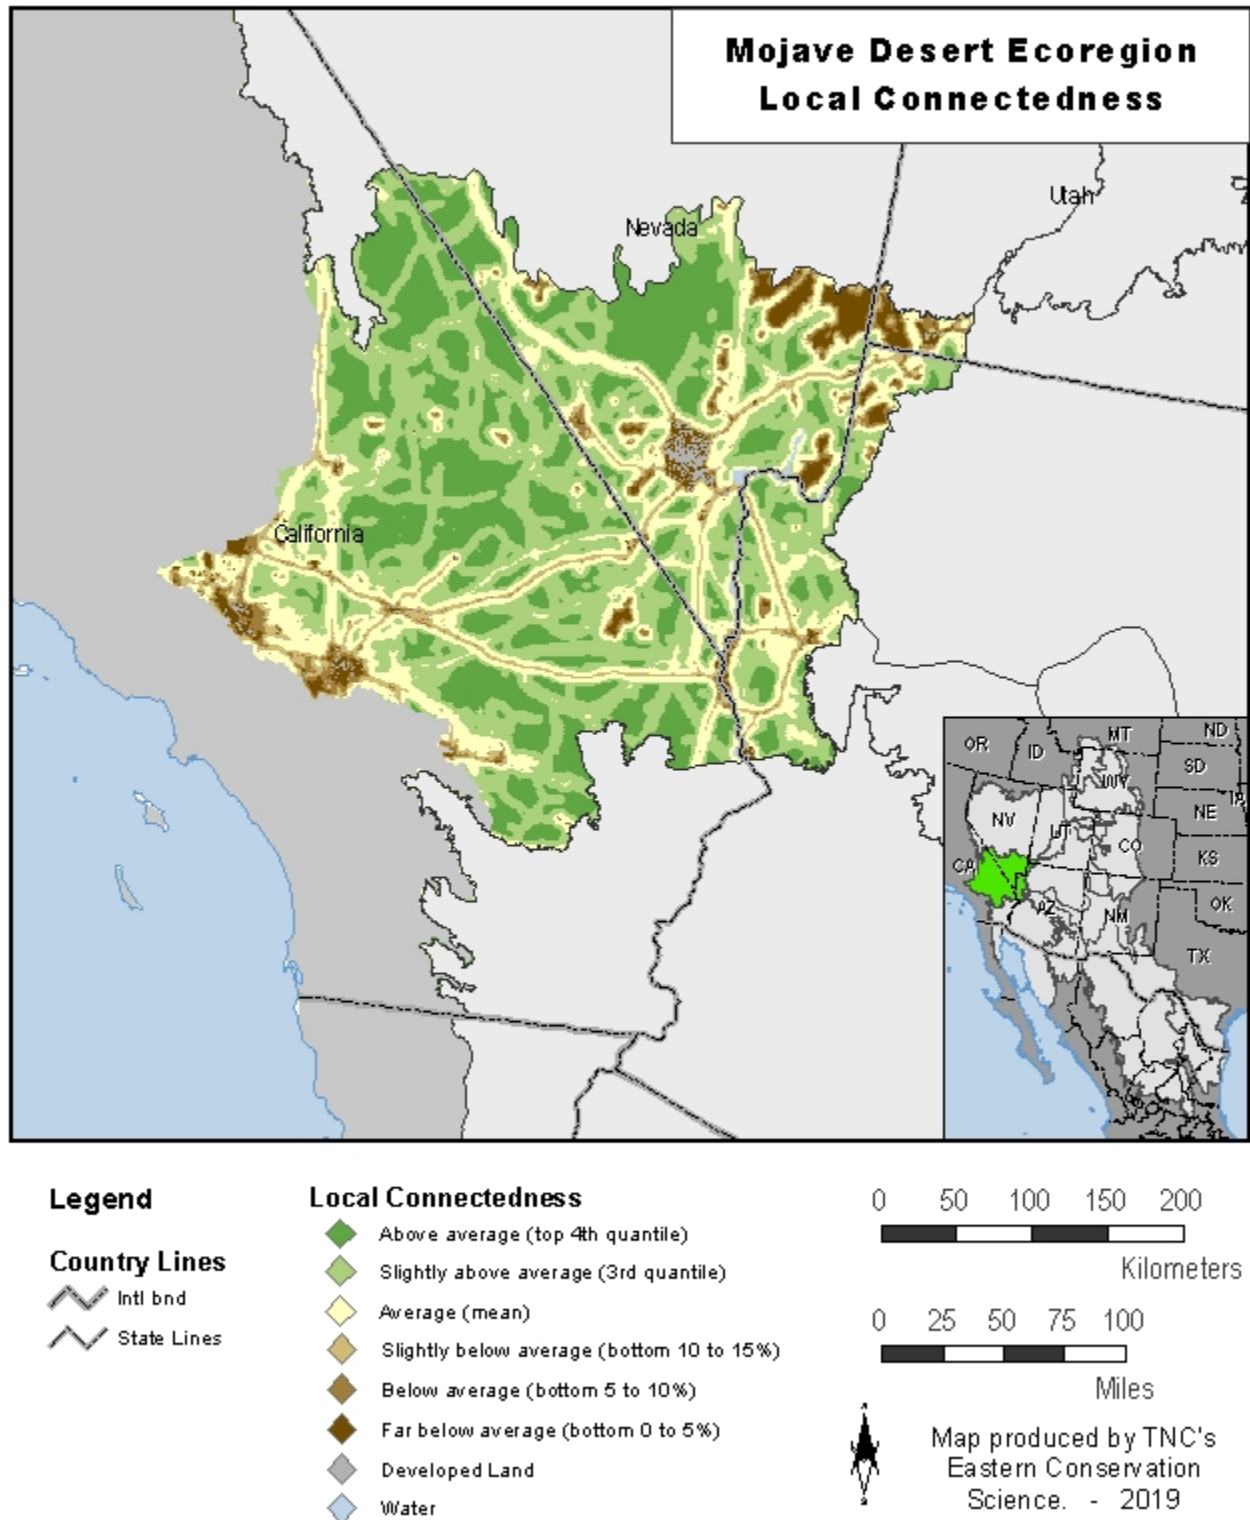 Mojave Desert Ecoregion
Local Connectedness
Utah
Nevada
California
OR
ID
MT
ND
SD
WY
IA
NE
NV
UT
CO
CA
KS
AZ
NM
OK
TX
Legend
Country Lines
Intl bnd
State Lines
Local Connectedness
Above average (top 4th quantile)
Slightly above average (3rd quantile)
Average (mean)
Slightly below average (bottom 10 to 15%)
Below average (bottom 5 to 10%)
Far below average (bottom 0 to 5%)
Developed Land
Water
0 50 100 150 200
Kilometers
0 25 50 75 100
Miles
Map produced by TNC's
Eastern Conservation
Science. - 2019